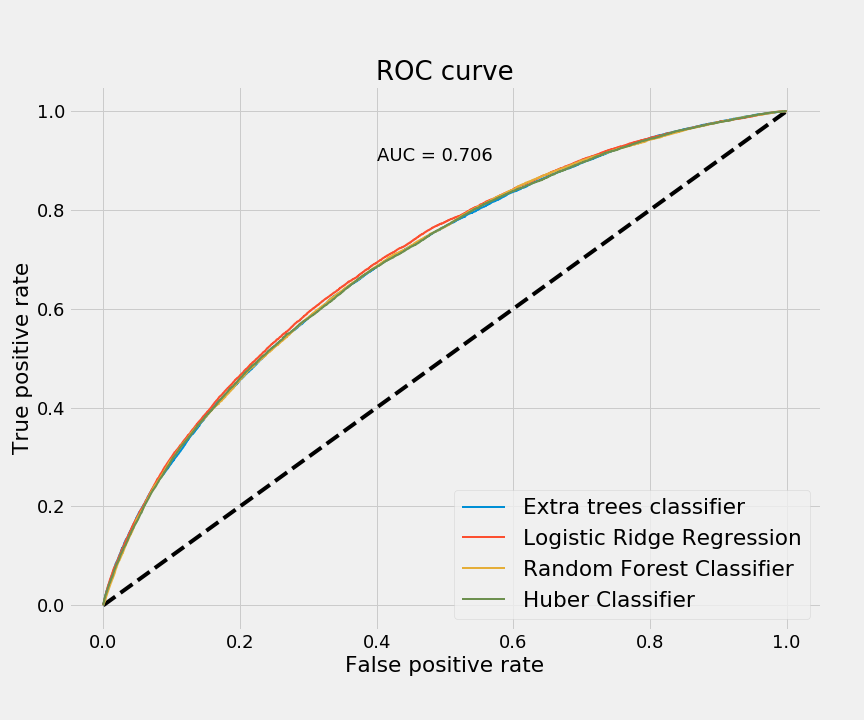 ROC curve
1.0
AUC = 0.706
0.8
0.6
True positive rate
0.4
0.2
0.0
Extra trees classifier
Logistic Ridge Regression
Random Forest Classifier
Huber Classifier
0.0 0.2 0.4 0.6 0.8 1.0
False positive rate